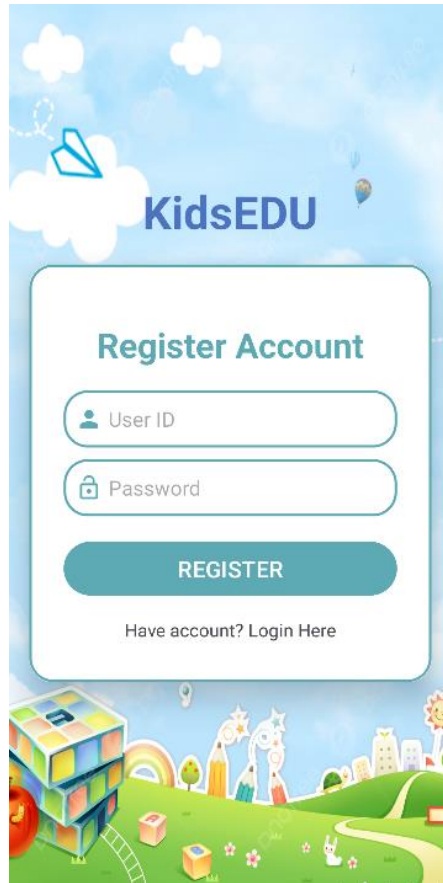 KidsEDU
Register Account
User ID
Password
REGISTER
Have account? Login Here